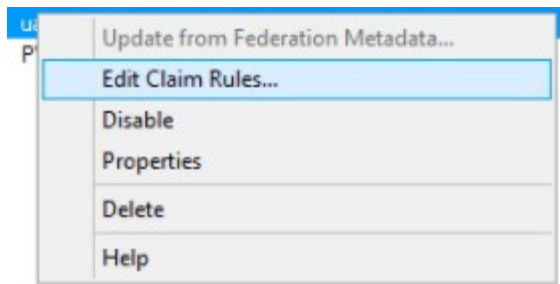 Update from Federation Metadata...
Edit Claim Rules...
Disable
Properties
Delete
Help